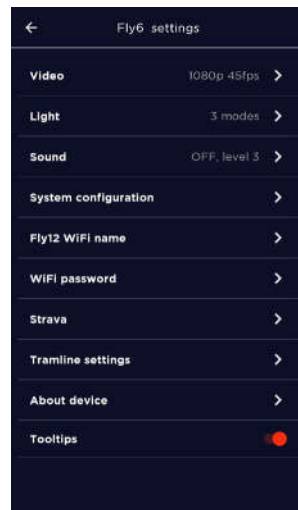 Fly6 settings
Video 1080p 45fps
Light 3 modes
Sound OFF, level 3
System configuration
Fly12 WiFi name
WiFi password
Strava
Tramline settings
About device
Tooltips